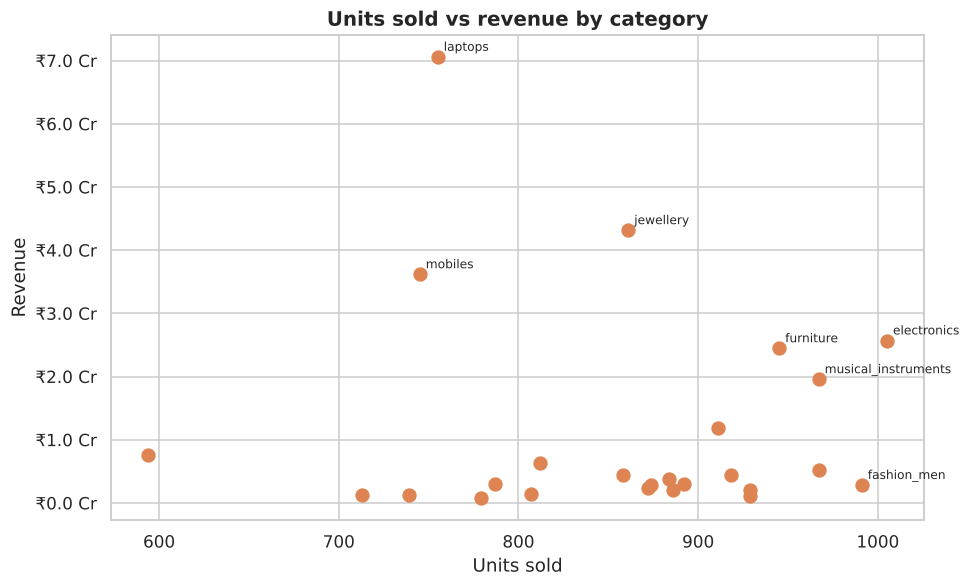 Units sold vs revenue by category
₹7.0 Cr
₹6.0 Cr
₹5.0 Cr
₹4.0 Cr
₹3.0 Cr
₹2.0 Cr
₹1.0 Cr
₹0.0 Cr
Revenue
laptops
jewellery
mobiles
electronics
furniture
musical_instruments
fashion_men
600 700 800 900 1000
Units sold